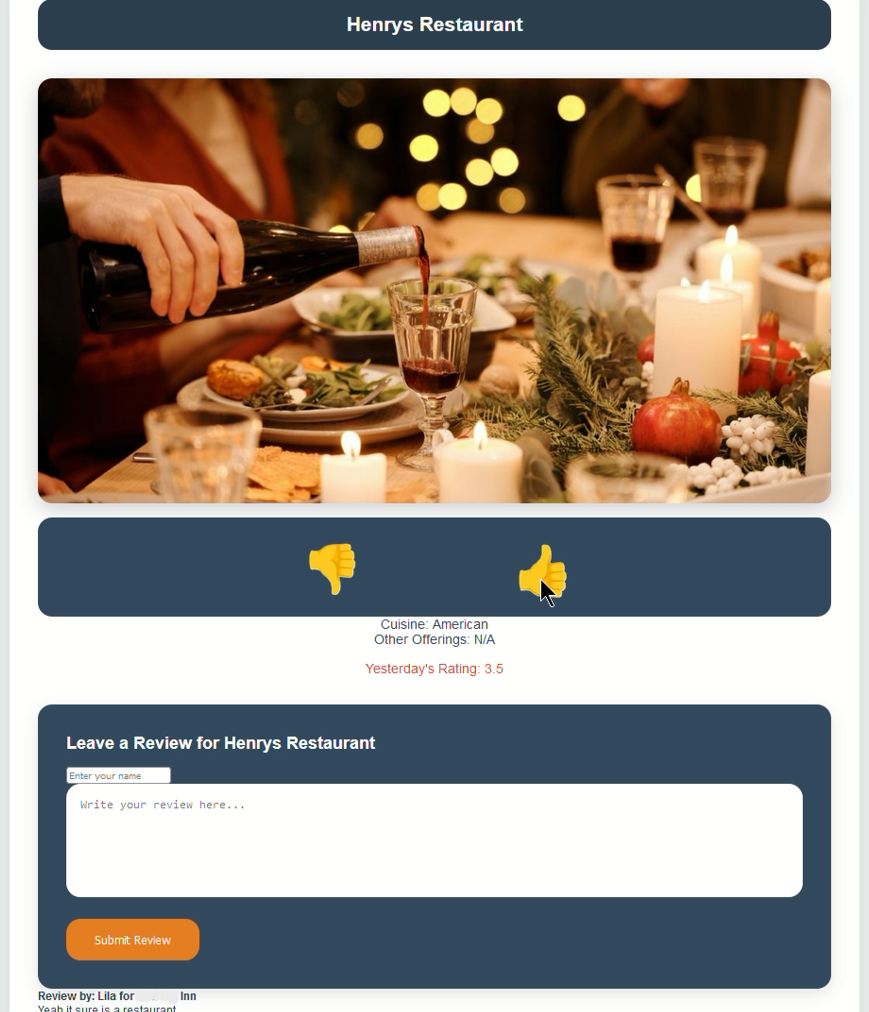 Henrys Restaurant
Cuisine: American
Other Offerings: N/A
Yesterday's Rating: 3.5
Leave a Review for Henrys Restaurant
Enter your name
Write your review here...
Submit Review
Review by: Lila for Inn
Yeah it sure is a restaurant